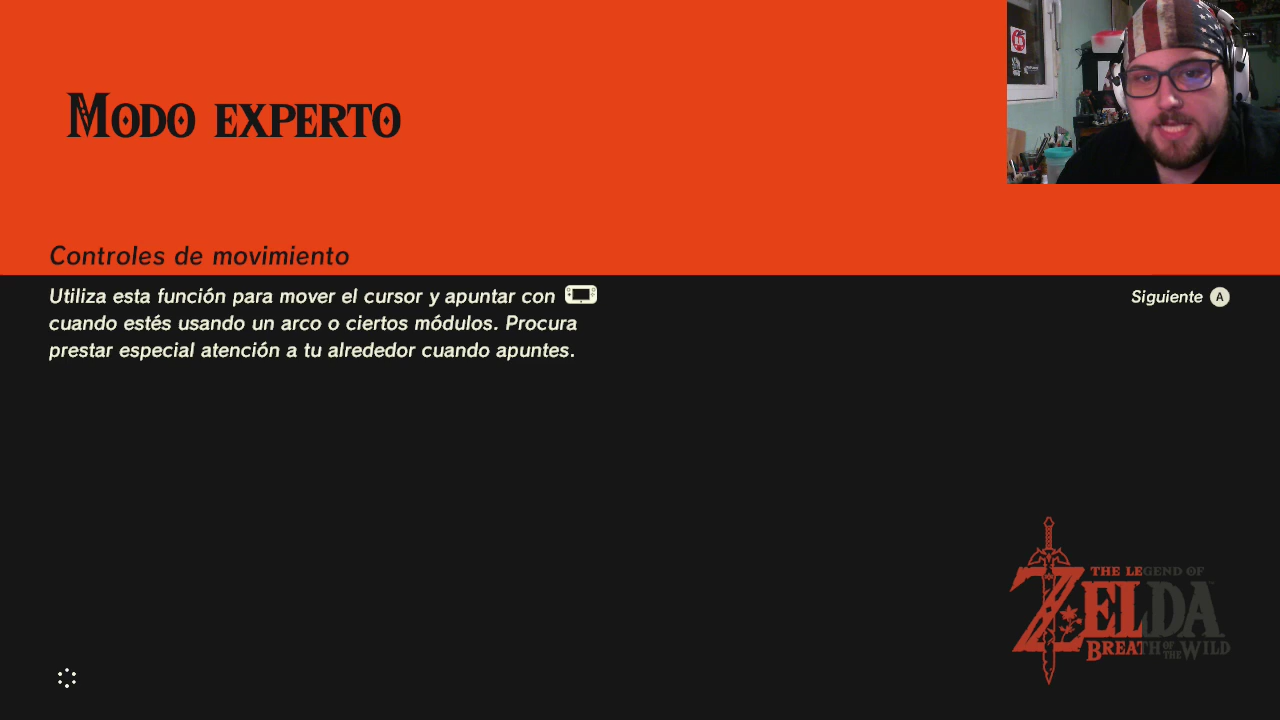 Modo experto
Controles de movimiento
Utiliza esta función para mover el cursor y apuntar con
cuando estés usando un arco o ciertos módulos. Procura
prestar especial atención a tu alrededor cuando apuntes.
Siguiente A
THE LEGEND OF
ZELDA
BREATH OF THE WILD